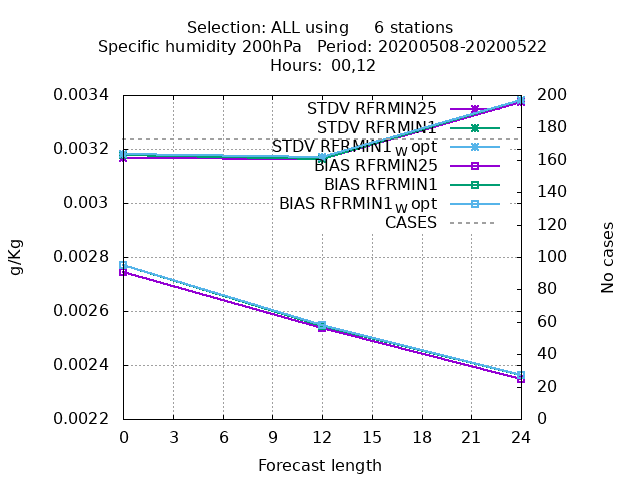 Selection: ALL using     6 stations
Specific humidity 200hPa   Period: 20200508-20200522
Hours: 00,12
0.0034
0.0032
0.003
0.0028
0.0026
0.0024
0.0022
g/Kg
STDV RFRMIN25
STDV RFRMIN1
STDV RFRMIN1w opt
BIAS RFRMIN25
BIAS RFRMIN1
BIAS RFRMIN1w opt
CASES
200
180
160
140
120
100
80
60
40
20
0
No cases
0 3 6 9 12 15 18 21 24
Forecast length